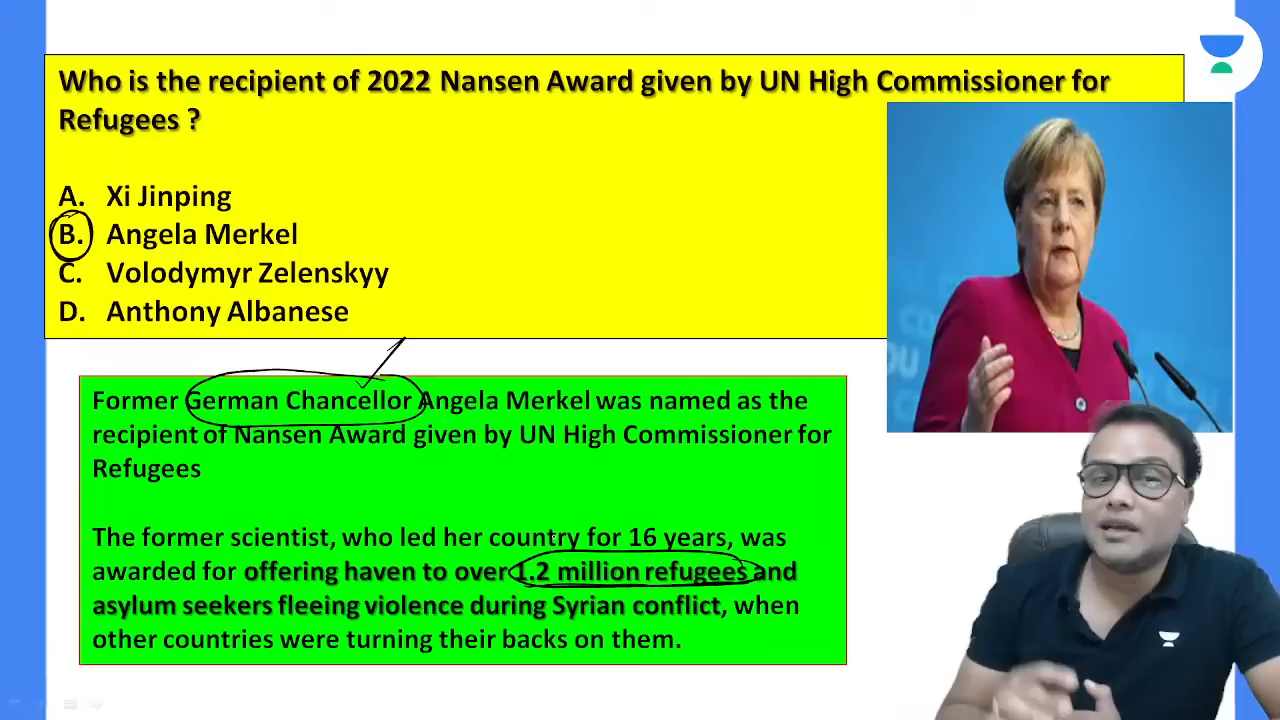 Who is the recipient of 2022 Nansen Award given by UN High Commissioner for
Refugees ?
A. Xi Jinping
B. Angela Merkel
C. Volodymyr Zelenskyy
D. Anthony Albanese
Former German Chancellor Angela Merkel was named as the
recipient of Nansen Award given by UN High Commissioner for
Refugees
The former scientist, who led her country for 16 years, was
awarded for offering haven to over 1.2 million refugees and
asylum seekers fleeing violence during Syrian conflict, when
other countries were turning their backs on them.